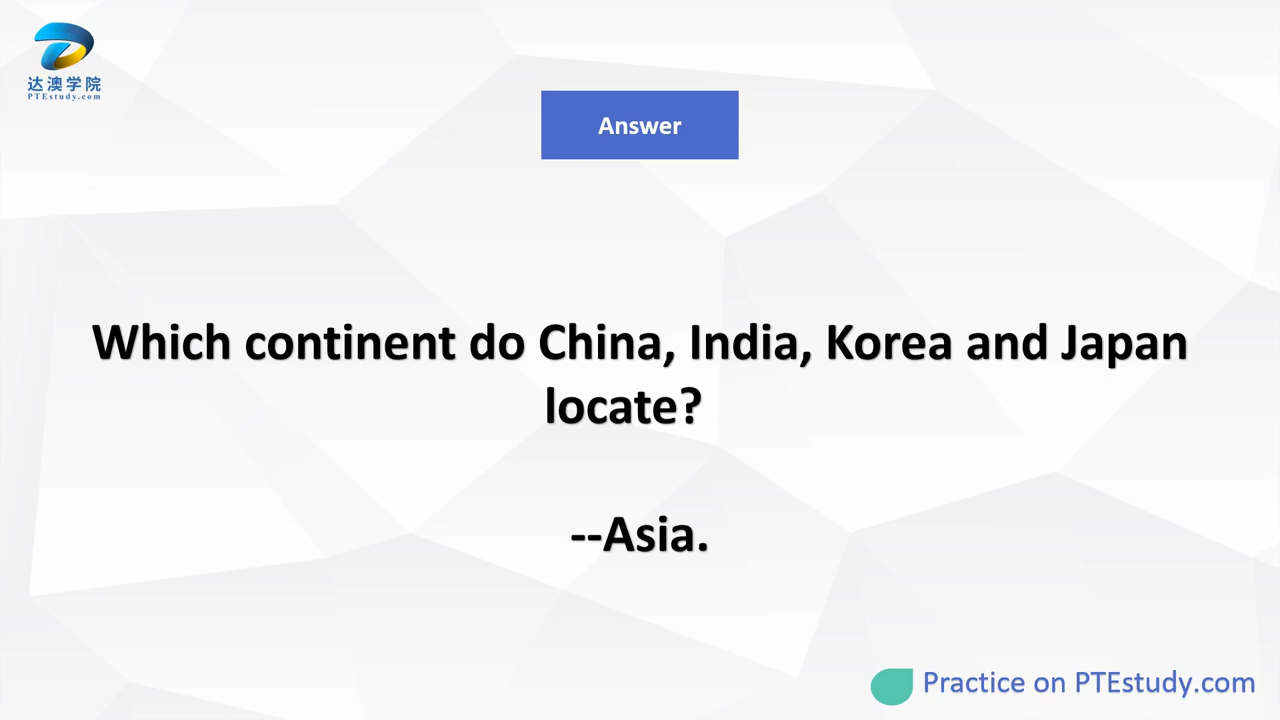 达澳学院
PTEstudy.com
Answer
Which continent do China, India, Korea and Japan
locate?
--Asia.
Practice on PTEstudy.com